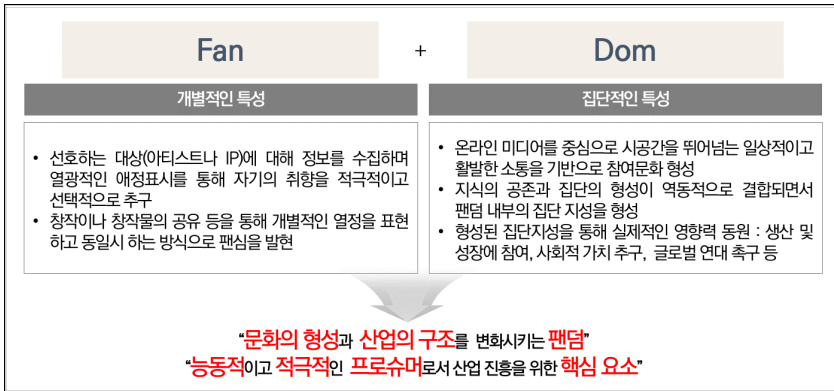 Fan
+
Dom
개별적인 특성
집단적인 특성
• 선호하는 대상(아티스트나 IP)에 대해 정보를 수집하며
열광적인 애정표시를 통해 자기의 취향을 적극적이고
선택적으로 추구
• 창작이나 창작물의 공유 등을 통해 개별적인 열정을 표현
하고 동일시 하는 방식으로 팬심을 발현
• 온라인 미디어를 중심으로 시공간을 뛰어넘는 일상적이고
활발한 소통을 기반으로 참여문화 형성
• 지식의 공존과 집단의 형성이 역동적으로 결합되면서
팬덤 내부의 집단 지성을 형성
• 형성된 집단지성을 통해 실제적인 영향력 동원 : 생산 및
성장에 참여, 사회적 가치 추구, 글로벌 연대 촉구 등
“문화의 형성과 산업의 구조를 변화시키는 팬덤”
“능동적이고 적극적인 프로슈머로서 산업 진흥을 위한 핵심 요소”